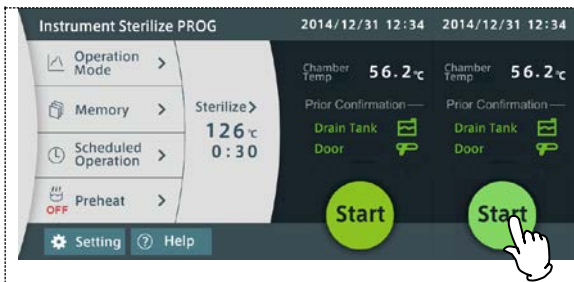 Instrument Sterilize PROG 2014/12/31 12:34 2014/12/31 12:34
Operation
Mode >
Memory >
Scheduled
Operation >
OFF Preheat >
Sterilize>
126℃
0:30
Chamber
Temp 56.2℃
Prior Confirmation
Drain Tank
Door
Start
Chamber
Temp 56.2℃
Prior Confirmation
Drain Tank
Door
Start
Setting ? Help